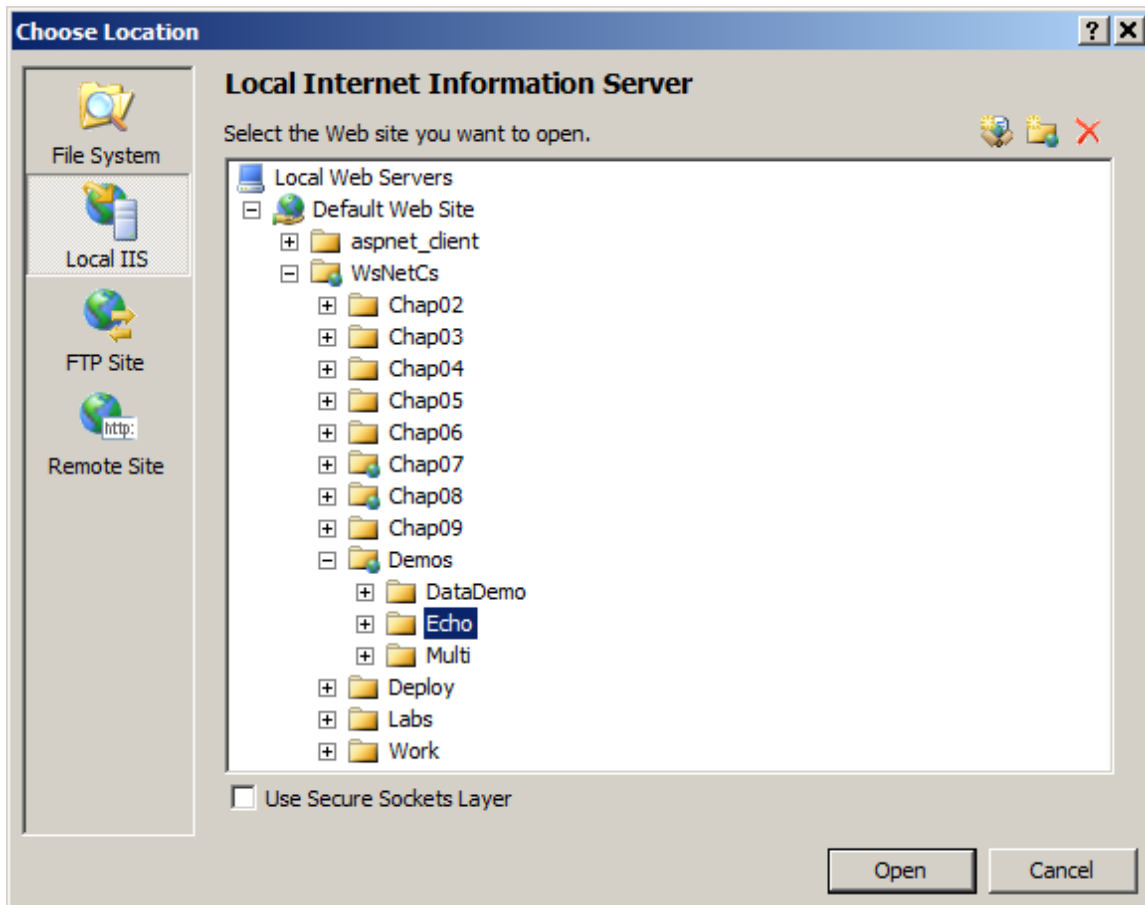 Choose Location
?
File System
Local IIS
FTP Site
http:
Remote Site
Local Internet Information Server
Select the Web site you want to open.
Local Web Servers
Default Web Site
aspnet_client
WsNetCs
Chap02
Chap03
Chap04
Chap05
Chap06
Chap07
Chap08
Chap09
Demos
DataDemo
Echo
Multi
Deploy
Labs
Work
Use Secure Sockets Layer
Open Cancel